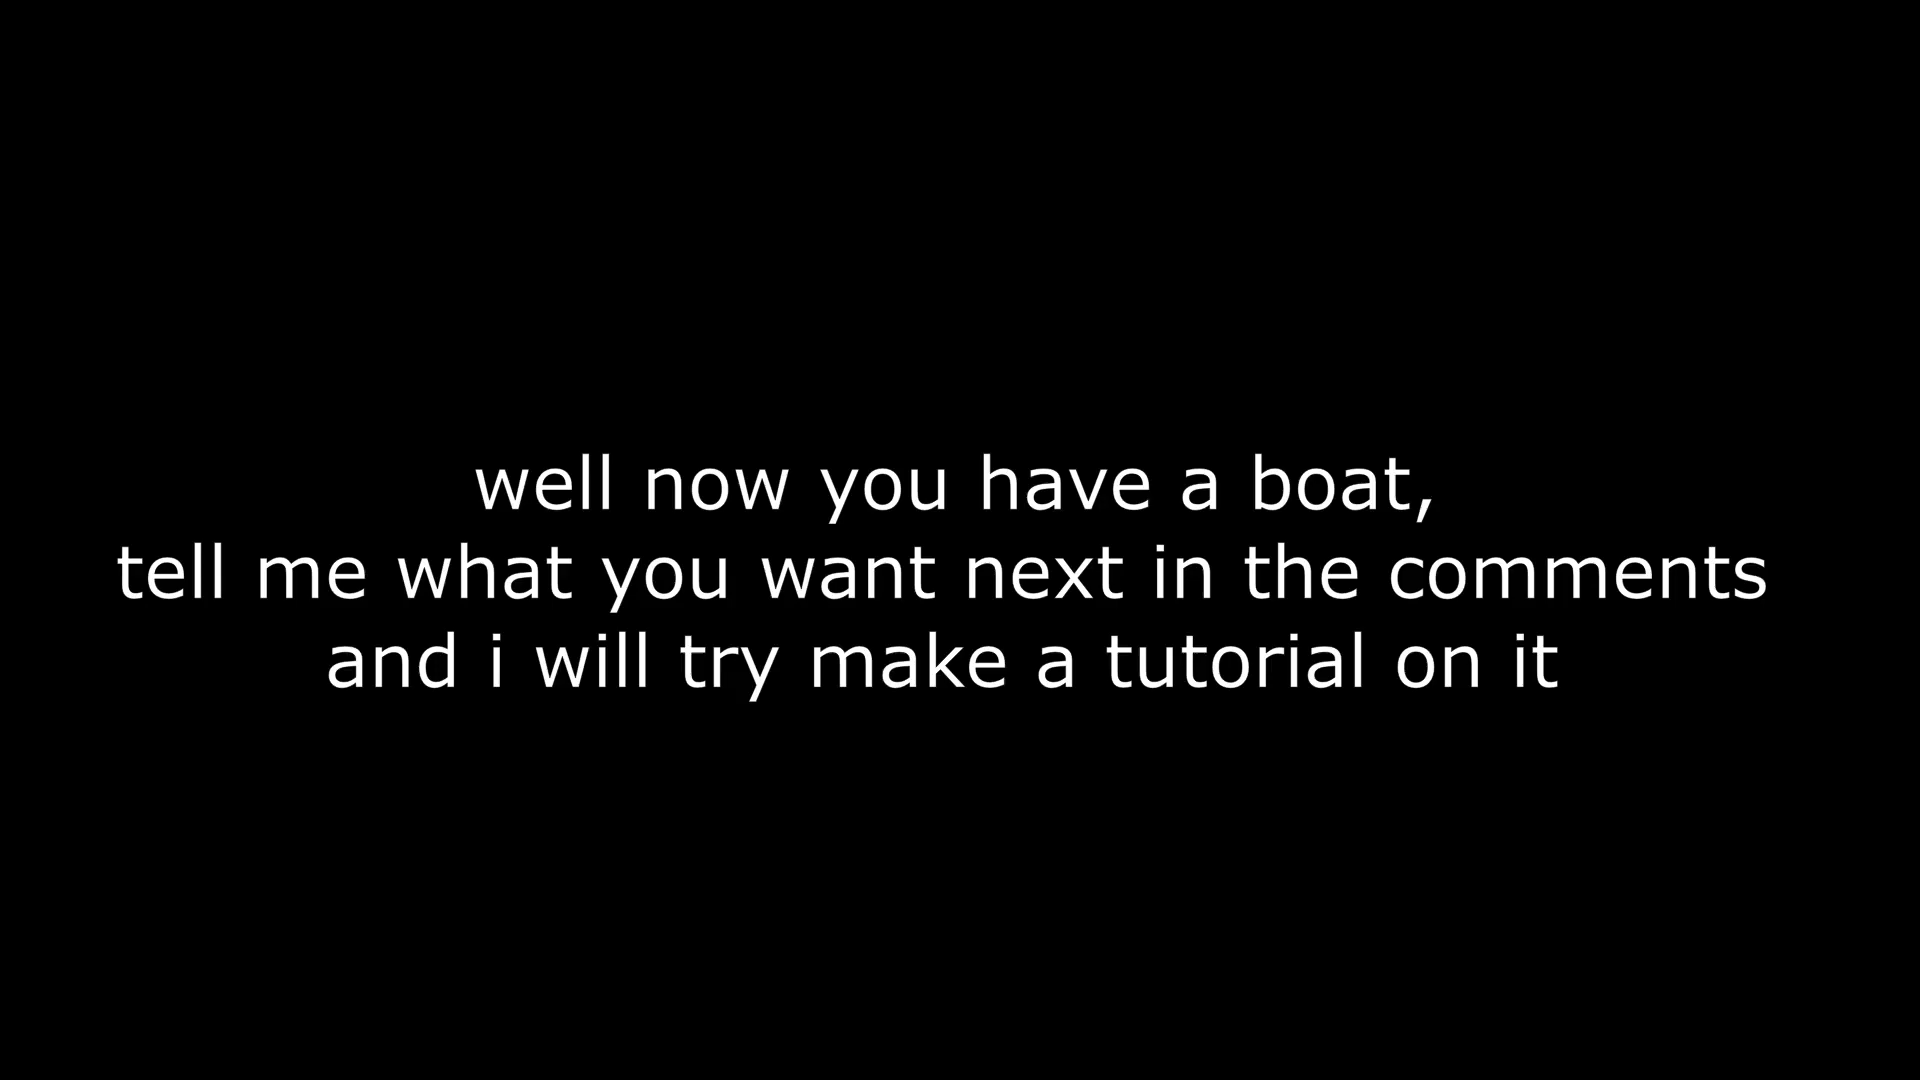 well now you have a boat,
tell me what you want next in the comments
and i will try make a tutorial on it